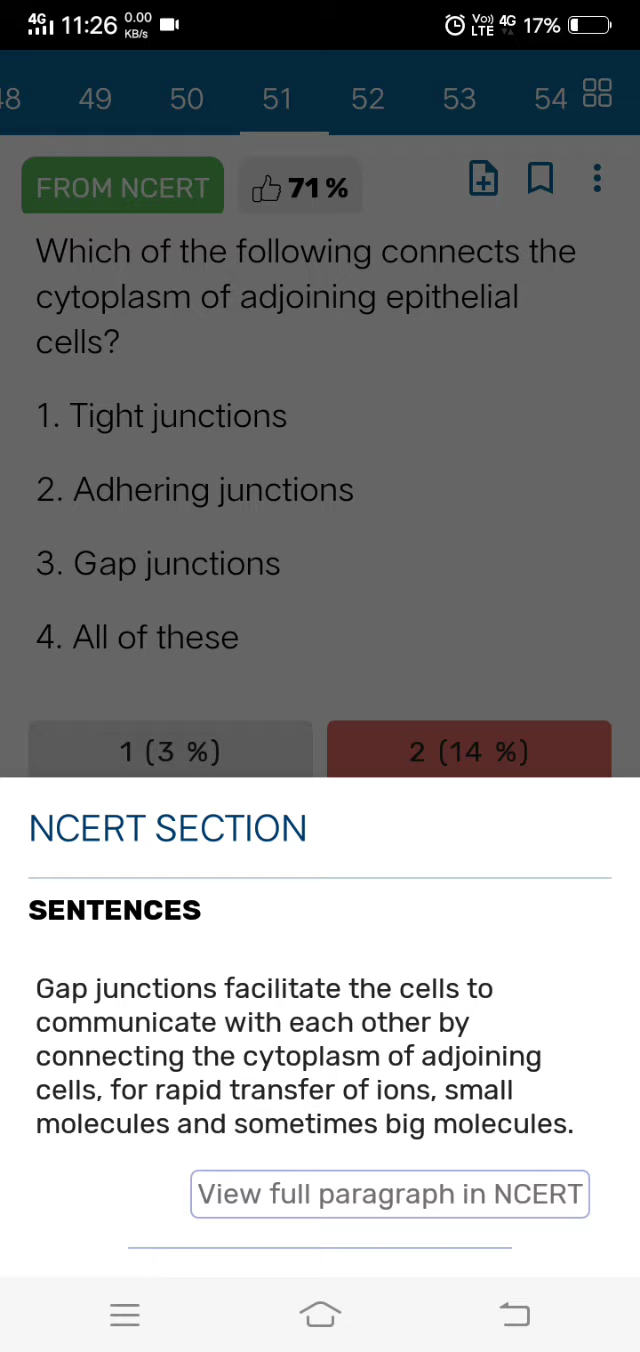 4G 11:26 0.00 KB/s Vo)) LTE 4G 17%
48 49 50 51 52 53 54
FROM NCERT 71%
Which of the following connects the
cytoplasm of adjoining epithelial
cells?
1. Tight junctions
2. Adhering junctions
3. Gap junctions
4. All of these
1 (3 %) 2 (14 %)
NCERT SECTION
SENTENCES
Gap junctions facilitate the cells to
communicate with each other by
connecting the cytoplasm of adjoining
cells, for rapid transfer of ions, small
molecules and sometimes big molecules.
View full paragraph in NCERT